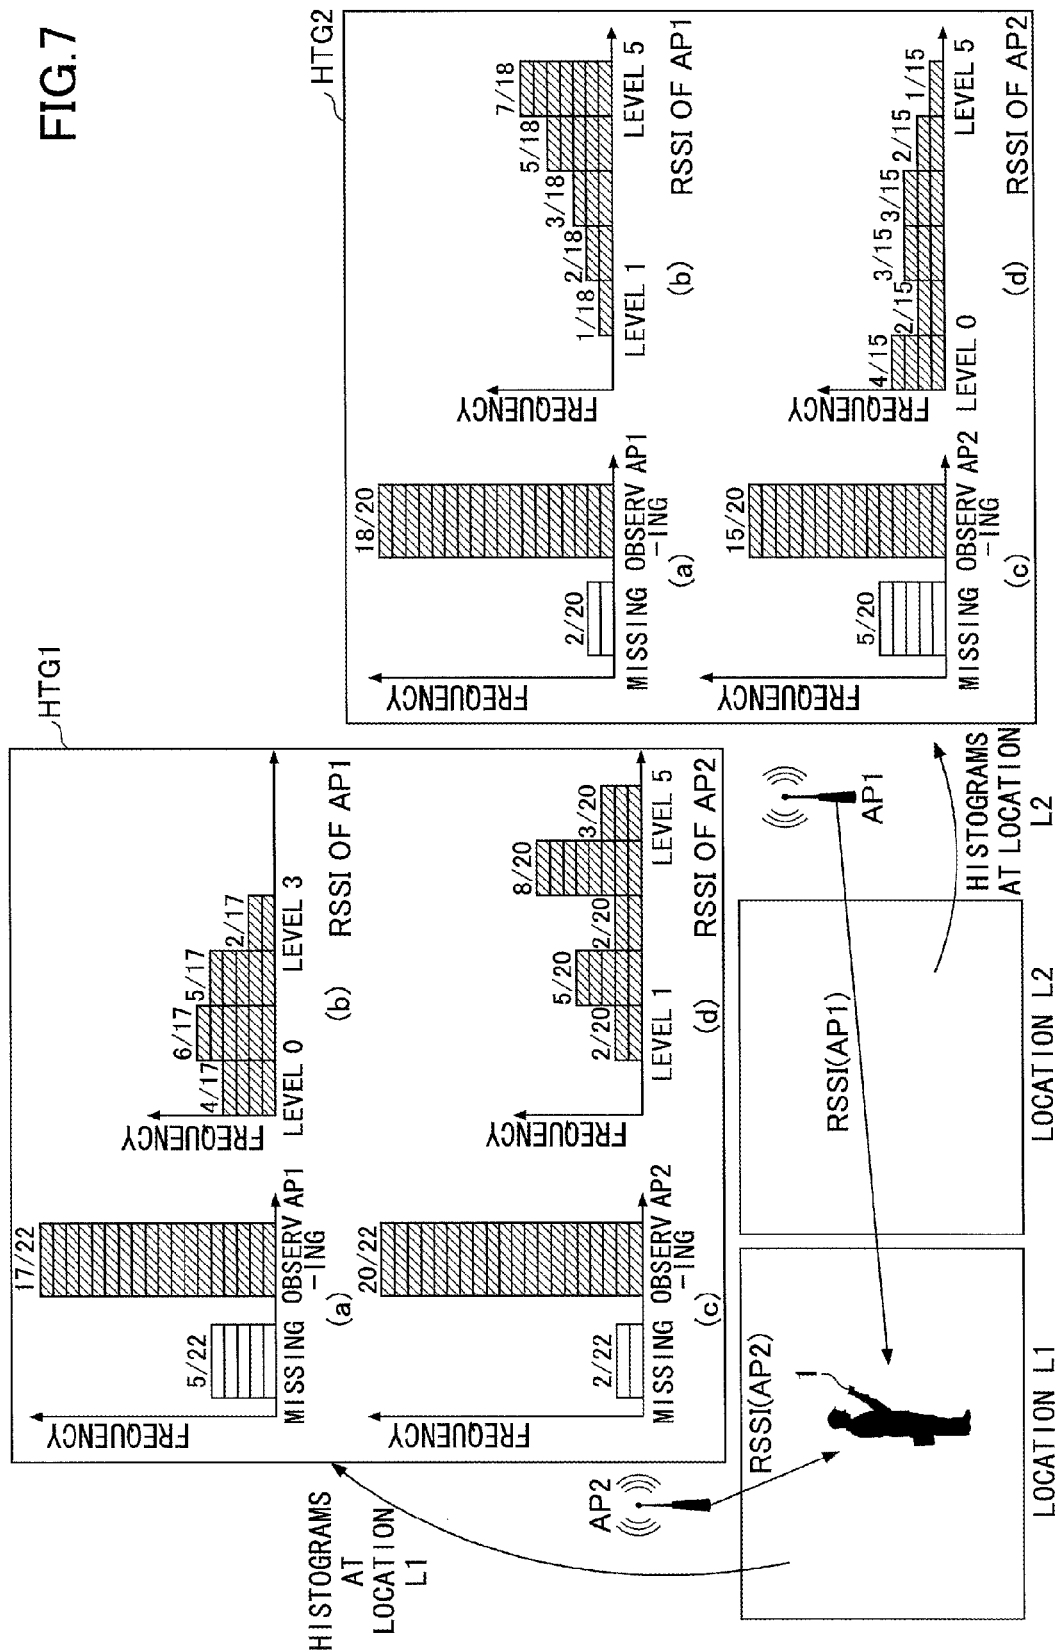 FIG.7
HTG1
17/22
5/22
FREQUENCY
MISSING OBSERV AP1
-ING
(a)
4/17
6/17
5/17
2/17
FREQUENCY
LEVEL 0
LEVEL 3
(b)
RSSI OF AP1
20/22
2/22
FREQUENCY
MISSING OBSERV AP2
-ING
(c)
2/20
5/20
2/20
8/20
3/20
FREQUENCY
LEVEL 1
LEVEL 5
(d)
RSSI OF AP2
HTG2
18/20
2/20
FREQUENCY
MISSING OBSERV AP1
-ING
(a)
1/18
2/18
3/18
5/18
7/18
FREQUENCY
LEVEL 1
LEVEL 5
(b)
RSSI OF AP1
15/20
5/20
FREQUENCY
MISSING OBSERV AP2
-ING
(c)
4/15
2/15
3/15
3/15
2/15
1/15
FREQUENCY
LEVEL 0
LEVEL 5
(d)
RSSI OF AP2
HISTOGRAMS
AT
LOCATION
L1
AP2
RSSI(AP2)
1
LOCATION L1
RSSI(AP1)
LOCATION L2
AP1
HISTOGRAMS
AT LOCATION
L2